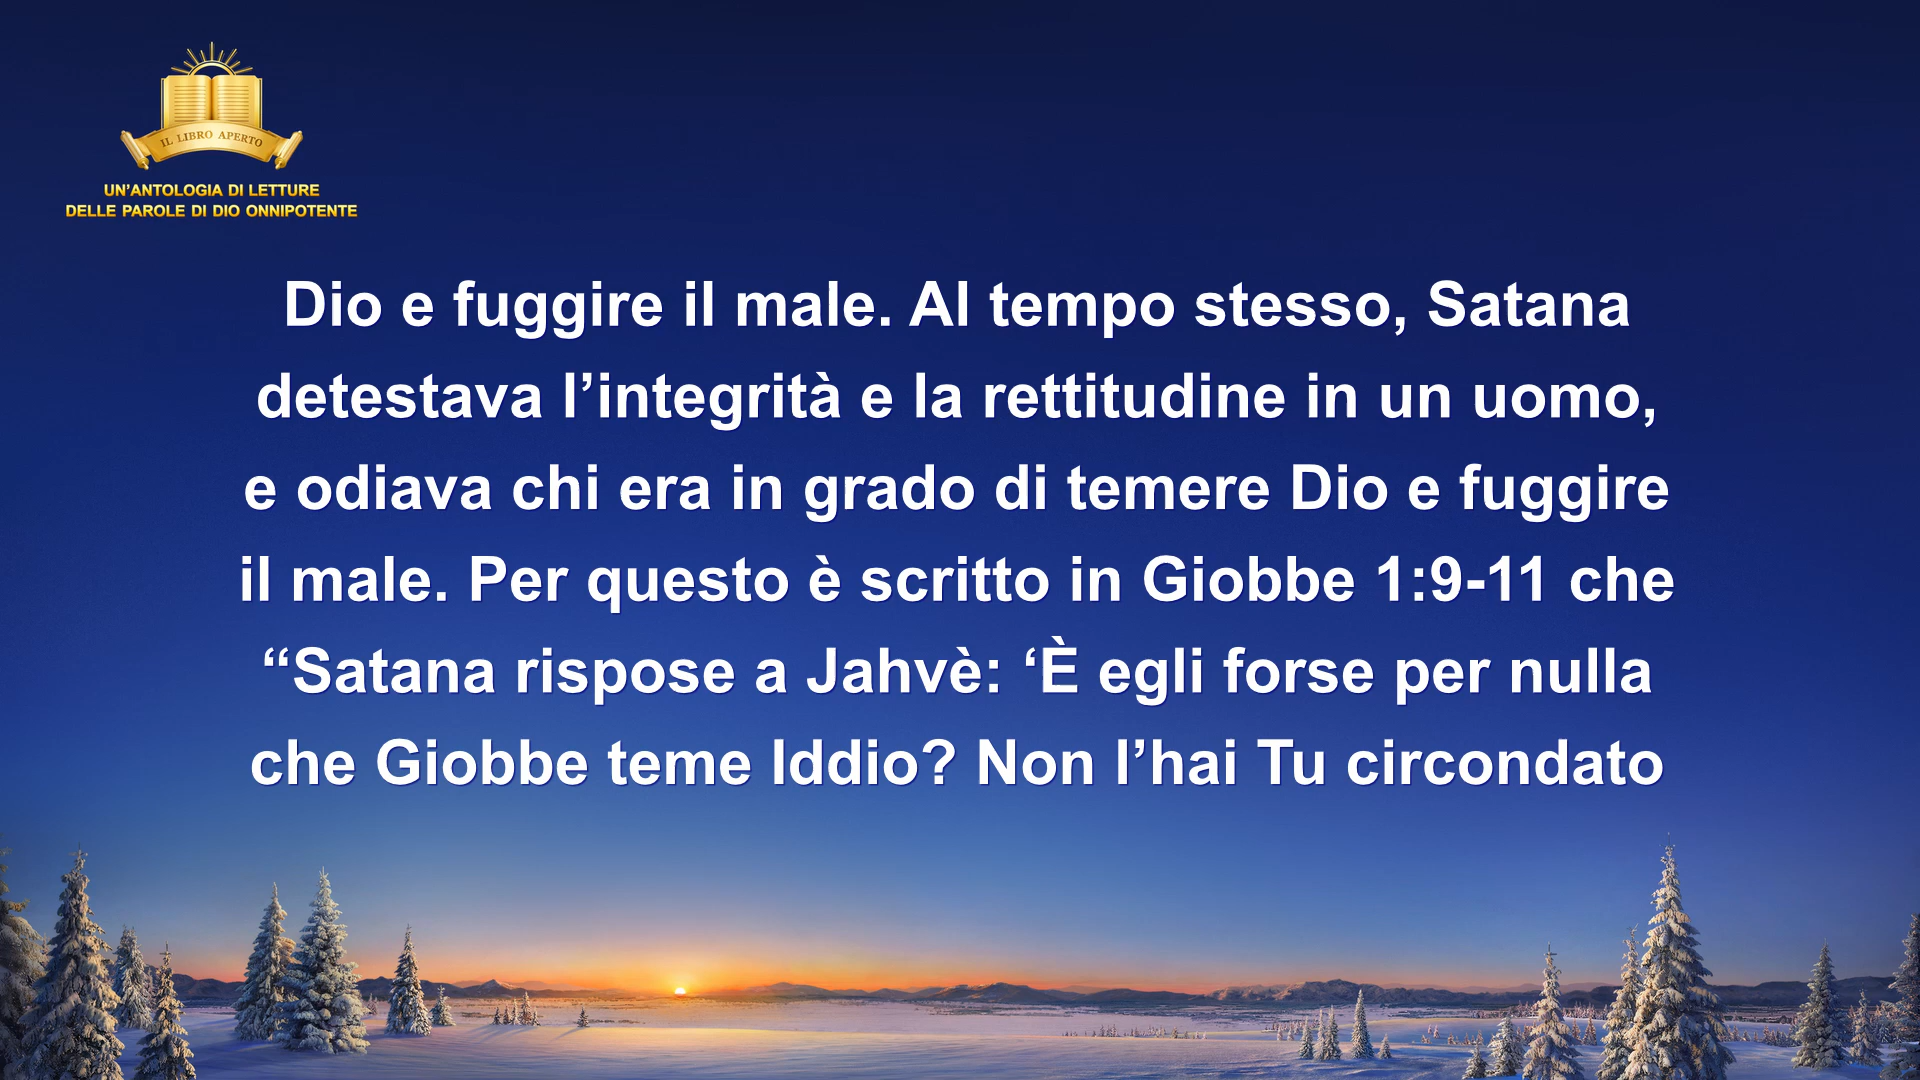 IL LIBRO APERTO
UN’ANTOLOGIA DI LETTURE
DELLE PAROLE DI DIO ONNIPOTENTE
Dio e fuggire il male. Al tempo stesso, Satana
detestava l’integrità e la rettitudine in un uomo,
e odiava chi era in grado di temere Dio e fuggire
il male. Per questo è scritto in Giobbe 1:9-11 che
“Satana rispose a Jahvè: ‘È egli forse per nulla
che Giobbe teme Iddio? Non l’hai Tu circondato